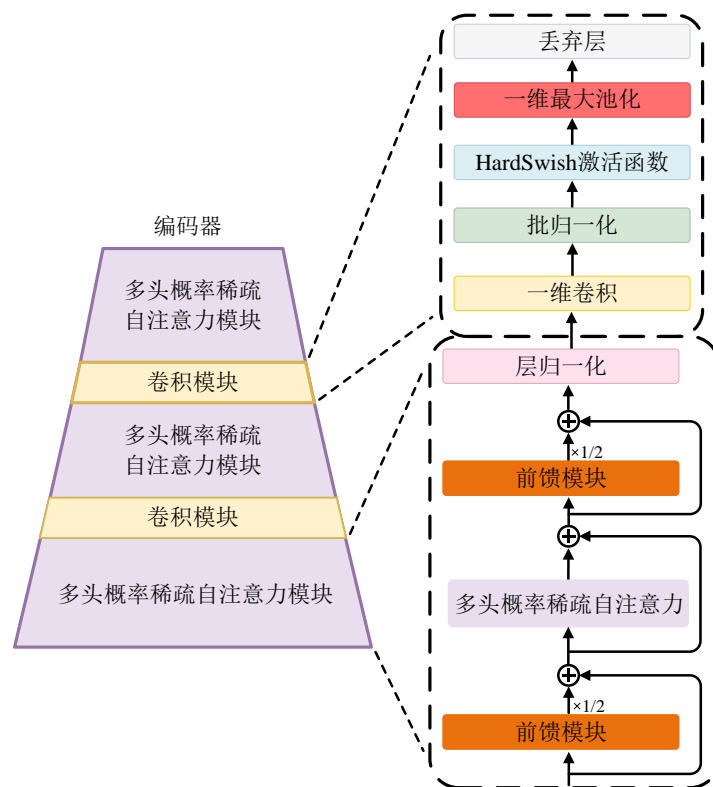 编码器
多头概率稀疏
自注意力模块
卷积模块
多头概率稀疏
自注意力模块
卷积模块
多头概率稀疏自注意力模块
丢弃层
一维最大池化
HardSwish激活函数
批归一化
一维卷积
层归一化
×1/2
前馈模块
多头概率稀疏自注意力
×1/2
前馈模块